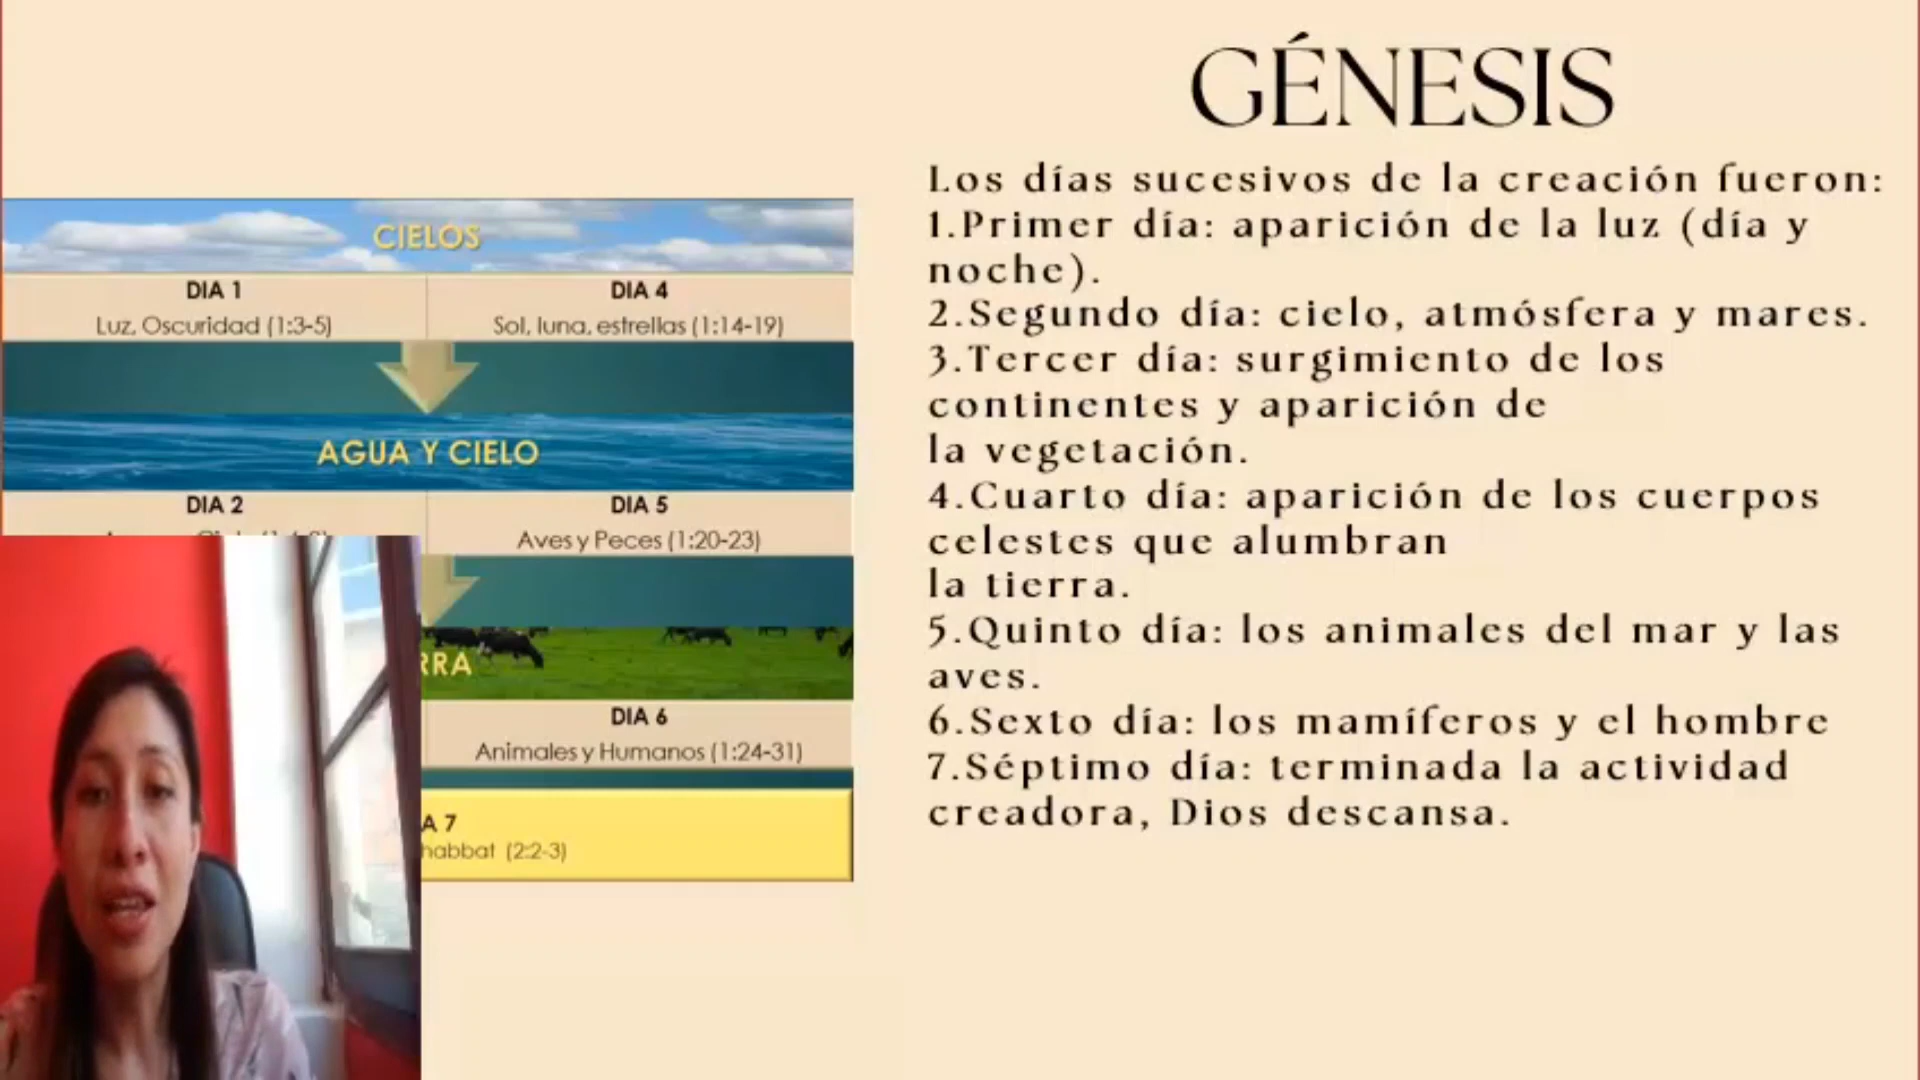 GÉNESIS
Los días sucesivos de la creación fueron:
1.Primer día: aparición de la luz (día y
noche).
2.Segundo día: cielo, atmósfera y mares.
3.Tercer día: surgimiento de los
continentes y aparición de
la vegetación.
4.Cuarto día: aparición de los cuerpos
celestes que alumbran
la tierra.
5.Quinto día: los animales del mar y las
aves.
6.Sexto día: los mamíferos y el hombre
7.Séptimo día: terminada la actividad
creadora, Dios descansa.
CIELOS
DIA 1
Luz, Oscuridad (1:3-5)
DIA 4
Sol, luna, estrellas (1:14-19)
AGUA Y CIELO
DIA 2
DIA 5
Aves y Peces (1:20-23)
RRA
DIA 6
Animales y Humanos (1:24-31)
A 7
habbat (2:2-3)